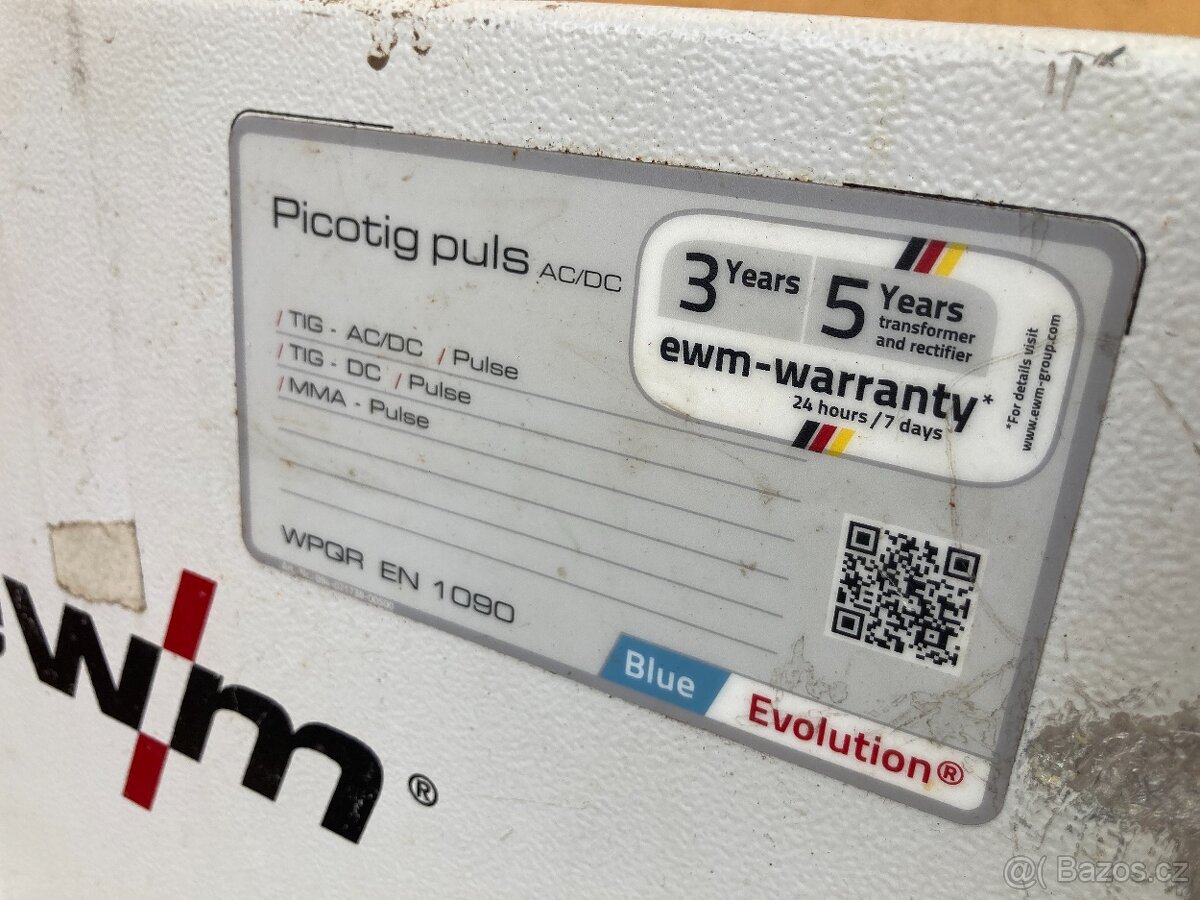 Picotig puls AC/DC
/ TIG - AC/DC / Pulse
/ TIG - DC / Pulse
/ MMA - Pulse
WPQR EN 1090
3 Years
5 Years
transformer
and rectifier
ewm-warranty*
24 hours / 7 days
*For details visit
www.ewm-group.com
Blue Evolution®
ewm®
@( Bazos.cz